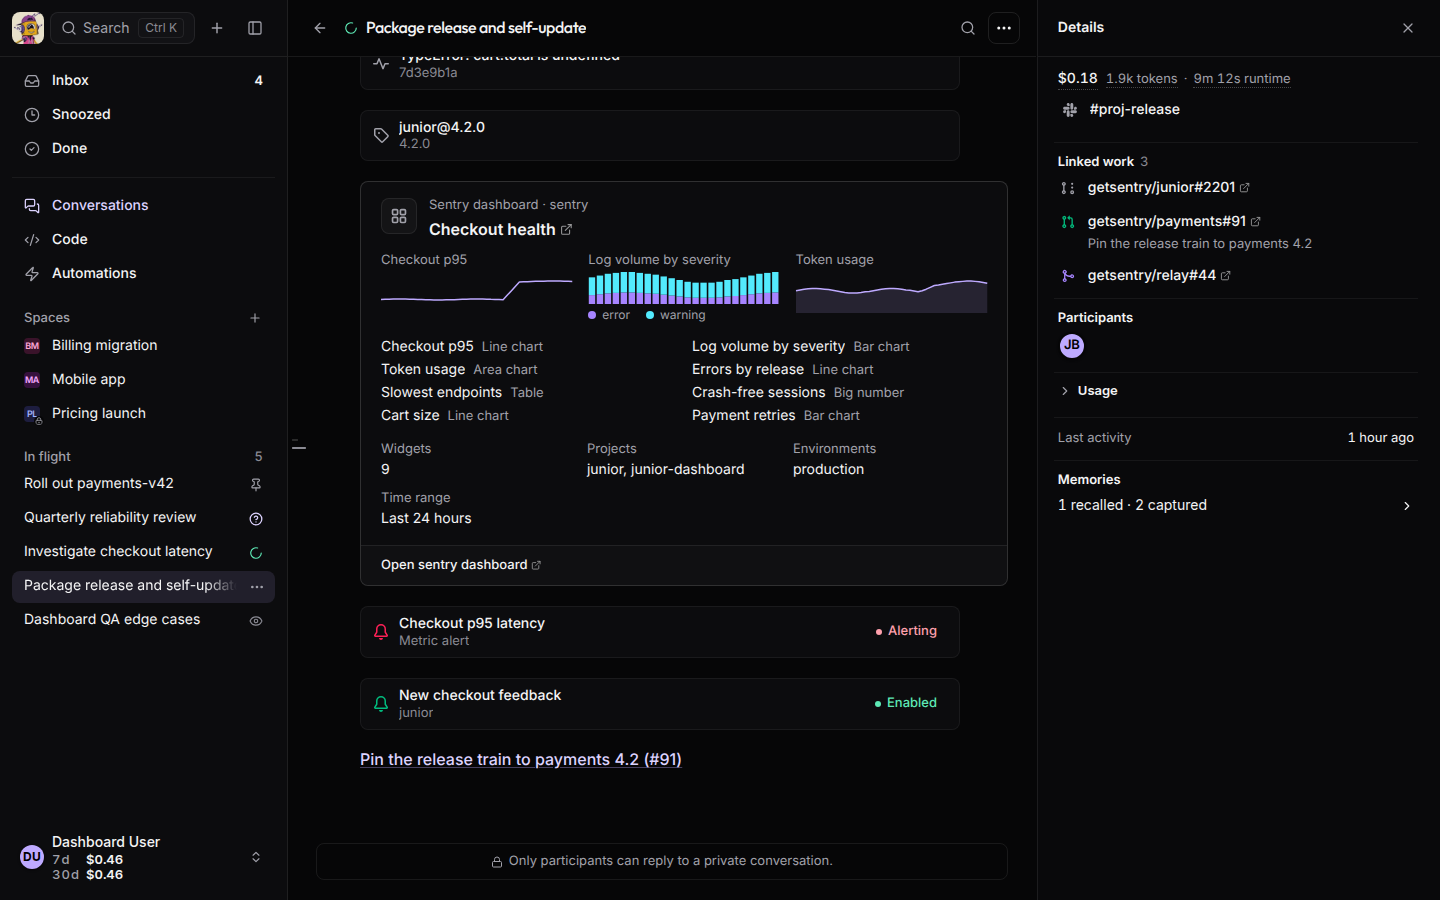 Search
Ctrl K
Inbox
4
Snoozed
Done
Conversations
Code
Automations
Spaces
BM
Billing migration
MA
Mobile app
PL
Pricing launch
In flight
5
Roll out payments-v42
Quarterly reliability review
Investigate checkout latency
Package release and self-updat
Dashboard QA edge cases
DU
Dashboard User
7d $0.46
30d $0.46
Package release and self-update
TypeError: cart.total is undefined
7d3e9b1a
junior@4.2.0
4.2.0
Sentry dashboard · sentry
Checkout health
Checkout p95
Log volume by severity
error
warning
Token usage
Checkout p95 Line chart
Log volume by severity Bar chart
Token usage Area chart
Errors by release Line chart
Slowest endpoints Table
Crash-free sessions Big number
Cart size Line chart
Payment retries Bar chart
Widgets
9
Projects
junior, junior-dashboard
Environments
production
Time range
Last 24 hours
Open sentry dashboard
Checkout p95 latency
Metric alert
Alerting
New checkout feedback
junior
Enabled
Pin the release train to payments 4.2 (#91)
Only participants can reply to a private conversation.
Details
$0.18 1.9k tokens · 9m 12s runtime
#proj-release
Linked work 3
getsentry/junior#2201
getsentry/payments#91
Pin the release train to payments 4.2
getsentry/relay#44
Participants
JB
Usage
Last activity
1 hour ago
Memories
1 recalled · 2 captured